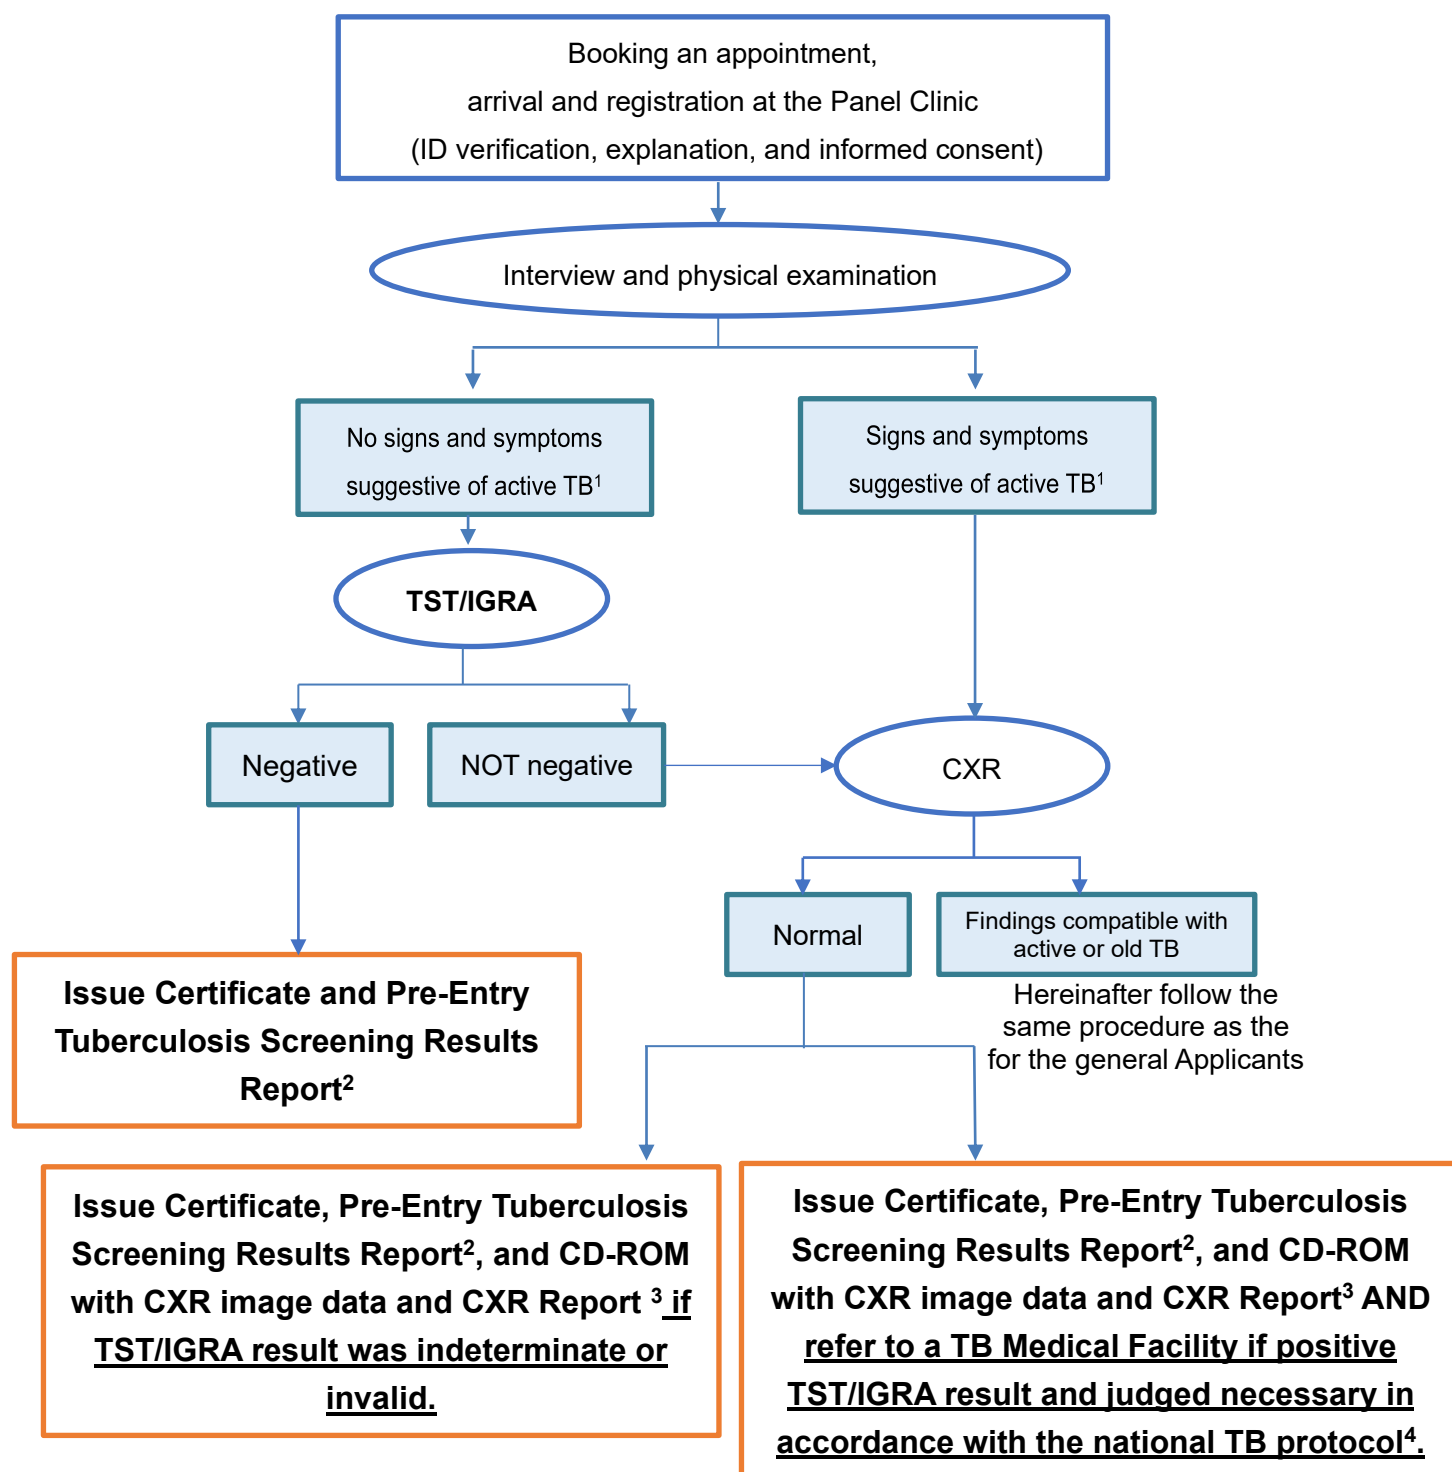 Booking an appointment,
arrival and registration at the Panel Clinic
(ID verification, explanation, and informed consent)
Interview and physical examination
No signs and symptoms
suggestive of active TB¹
Signs and symptoms
suggestive of active TB¹
TST/IGRA
Negative
NOT negative
CXR
Normal
Findings compatible with
active or old TB
Hereinafter follow the
same procedure as the
for the general Applicants
Issue Certificate and Pre-Entry
Tuberculosis Screening Results
Report²
Issue Certificate, Pre-Entry Tuberculosis
Screening Results Report², and CD-ROM
with CXR image data and CXR Report ³ if
TST/IGRA result was indeterminate or
invalid.
Issue Certificate, Pre-Entry Tuberculosis
Screening Results Report², and CD-ROM
with CXR image data and CXR Report³ AND
refer to a TB Medical Facility if positive
TST/IGRA result and judged necessary in
accordance with the national TB protocol⁴.